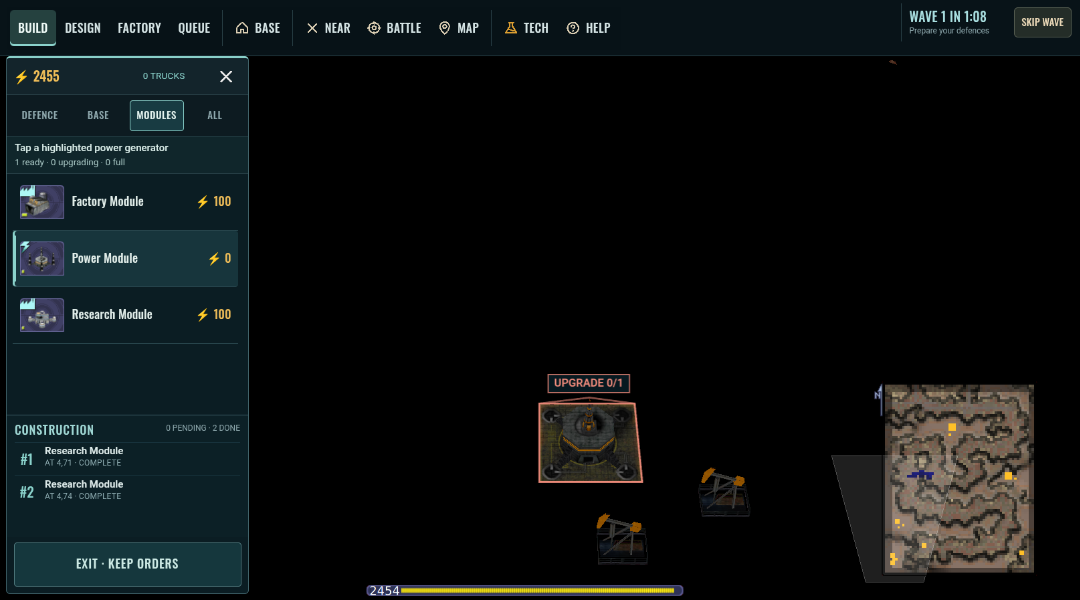 BUILD DESIGN FACTORY QUEUE BASE NEAR BATTLE MAP TECH HELP
WAVE 1 IN 1:08
Prepare your defences
SKIP WAVE
2455 0 TRUCKS
DEFENCE BASE MODULES ALL
Tap a highlighted power generator
1 ready · 0 upgrading · 0 full
Factory Module 100
Power Module 0
Research Module 100
CONSTRUCTION 0 PENDING · 2 DONE
#1 Research Module
AT 4,71 · COMPLETE
#2 Research Module
AT 4,74 · COMPLETE
EXIT · KEEP ORDERS
UPGRADE 0/1
N
2454